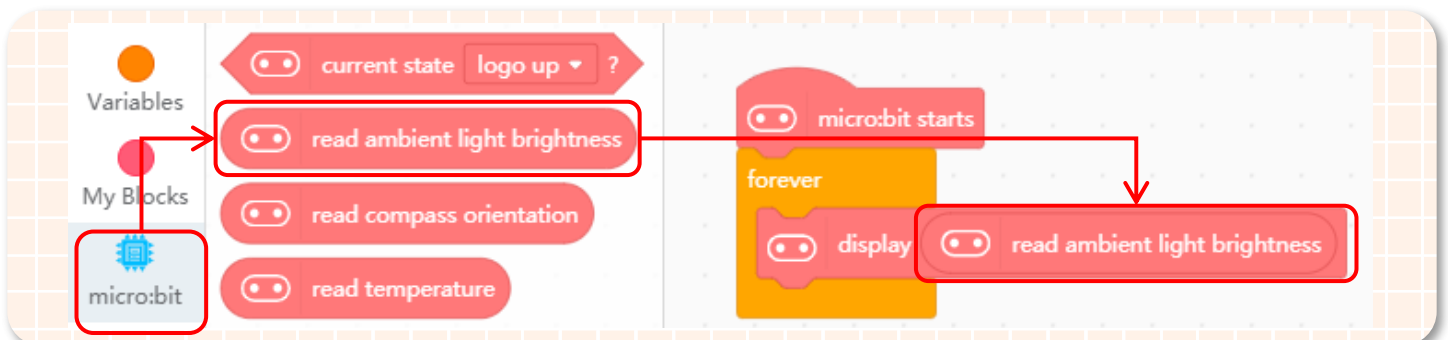 Variables
My Blocks
micro:bit
current state logo up ?
read ambient light brightness
read compass orientation
read temperature
micro:bit starts
forever
display read ambient light brightness